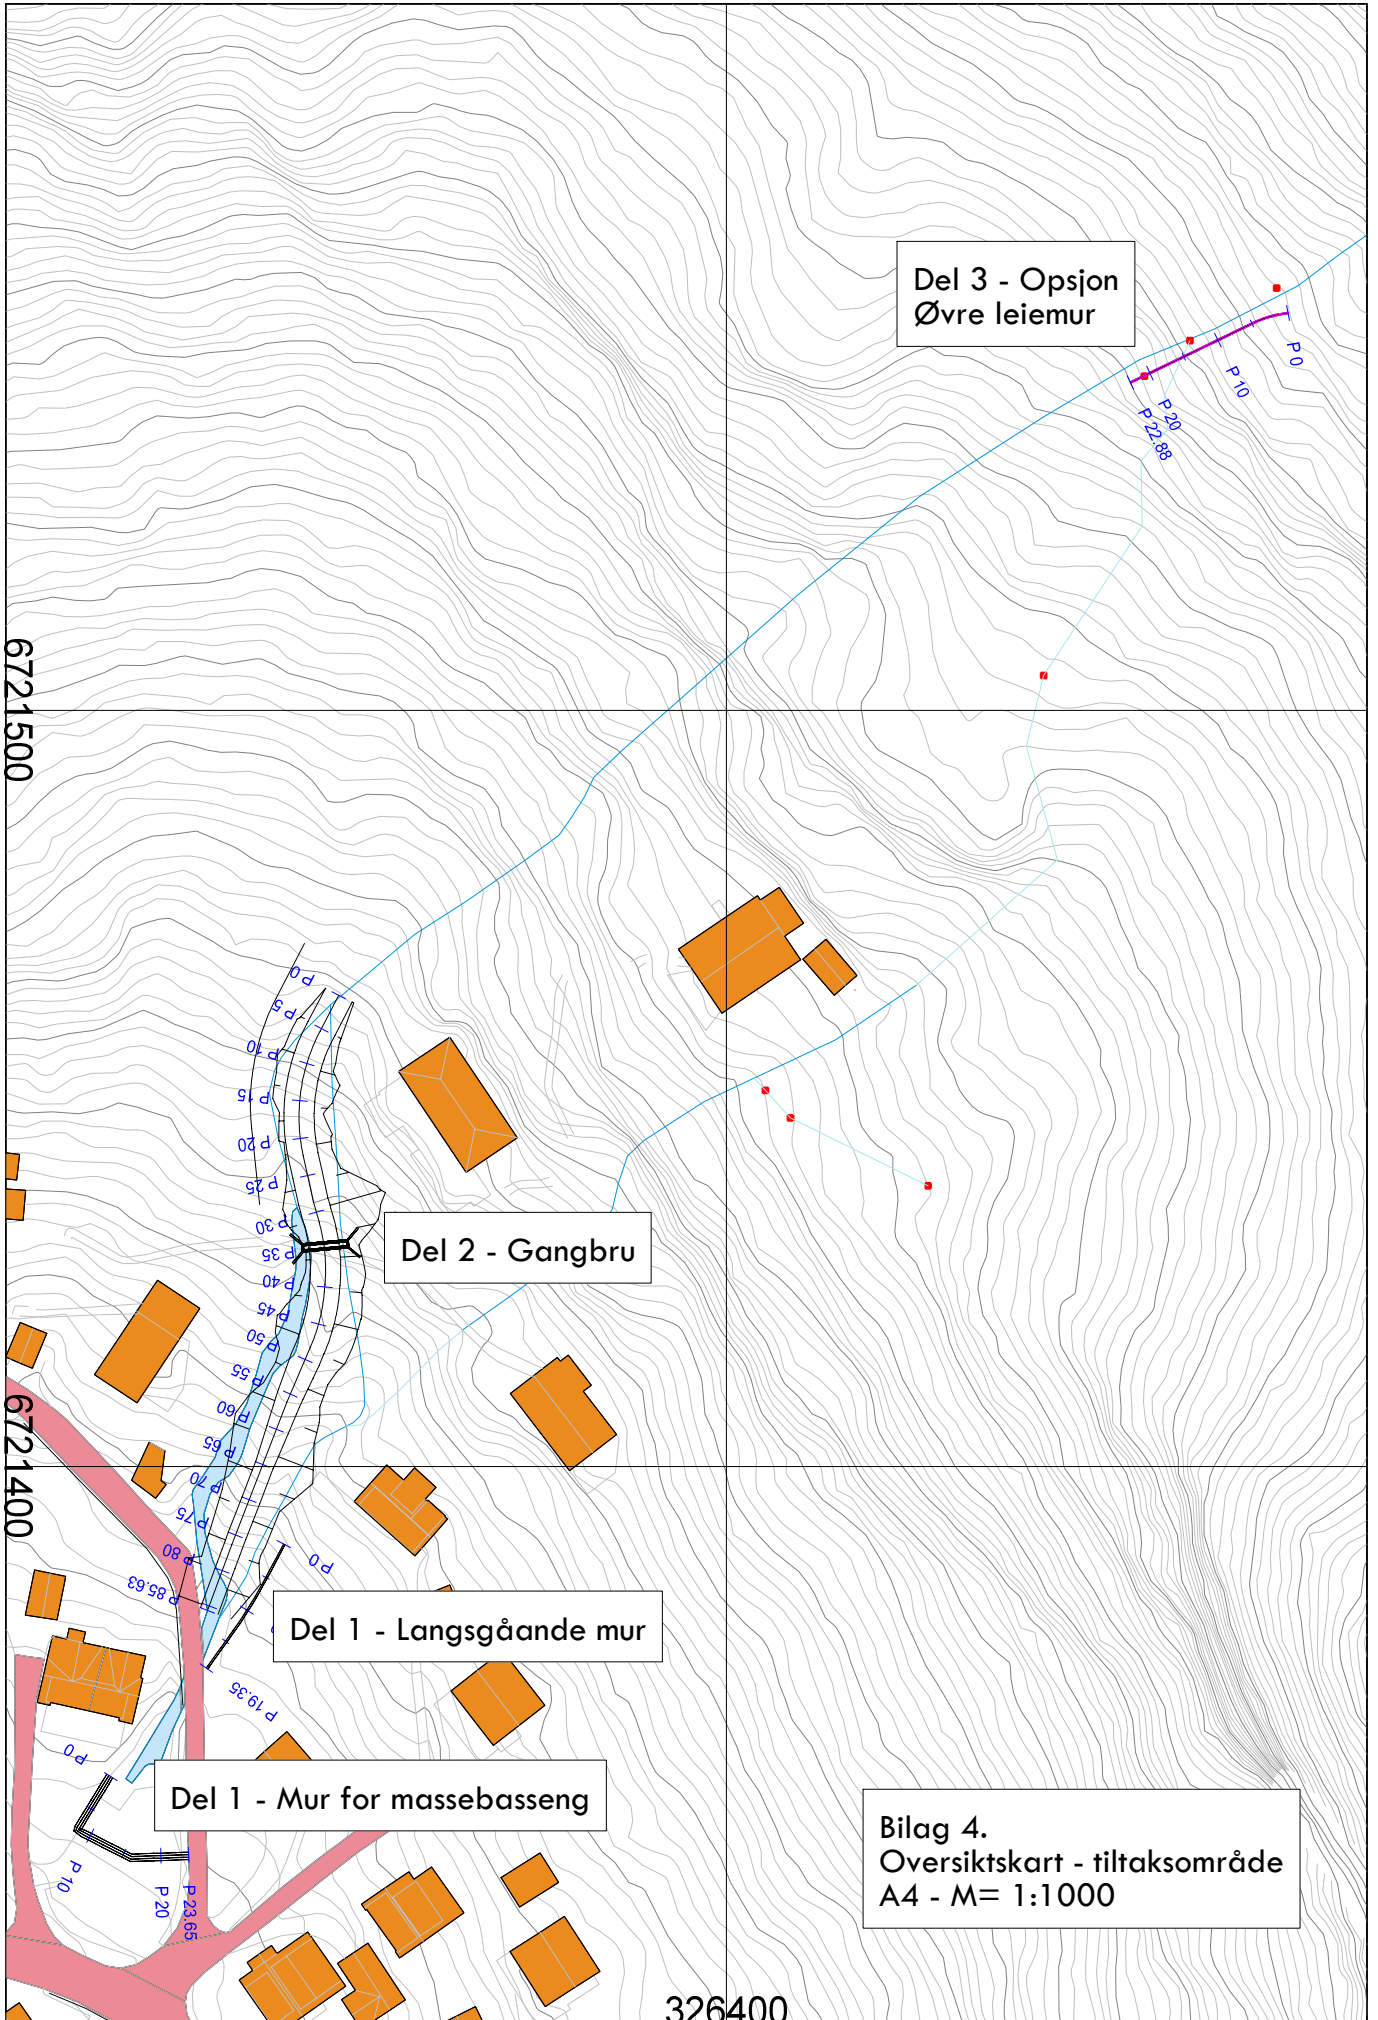 Del 3 - Opsjon
Øvre leiemur
P 0
P 10
P 20
P 22.88
6721500
P 0
P 5
P 10
P 15
P 20
P 25
P 30
P 35
P 40
P 45
P 50
P 55
P 60
P 65
P 70
P 75
P 80
P 85.63
Del 2 - Gangbru
6721400
P 0
Del 1 - Langsgåande mur
P 19.35
P 0
Del 1 - Mur for massebasseng
P 10
P 20
P 23.65
Bilag 4.
Oversiktskart - tiltaksområde
A4 - M= 1:1000
326400